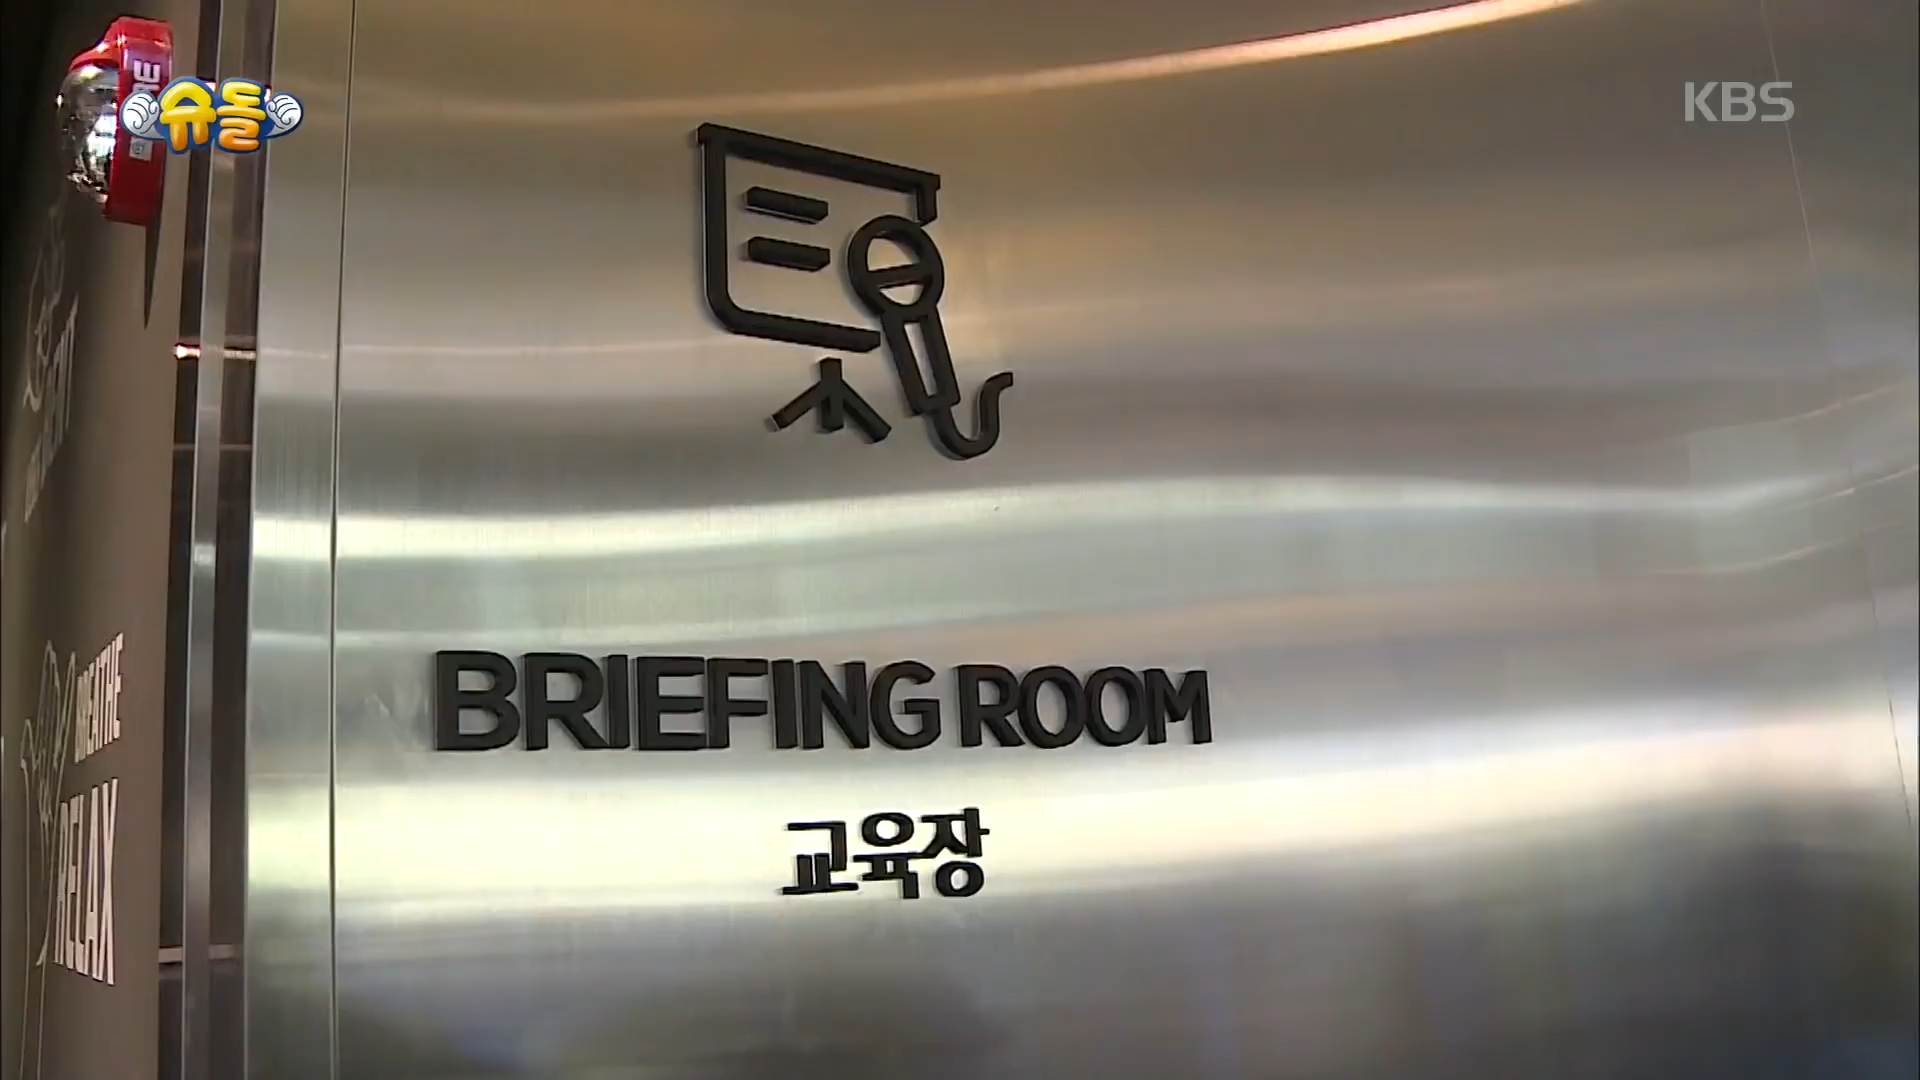 슈돌
KBS
BRIEFING ROOM
교육장
BREATHE
RELAX